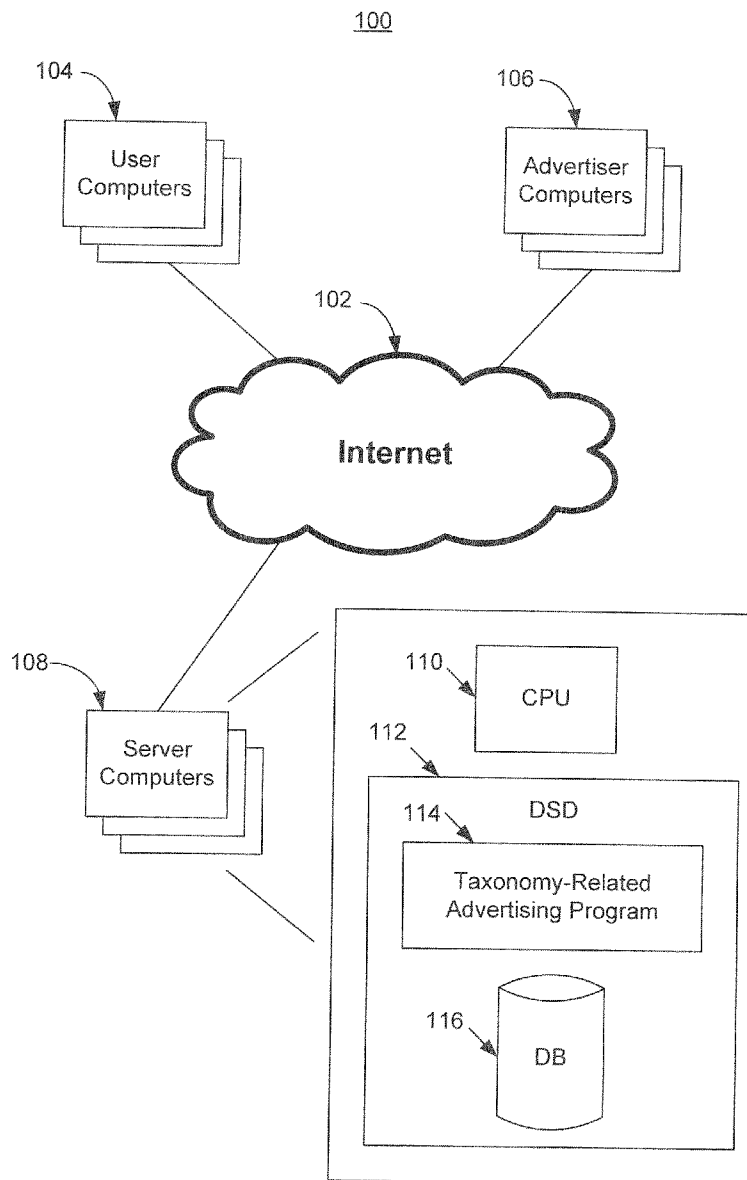 100
104
106
User
Computers
Advertiser
Computers
102
Internet
108
Server
Computers
110
CPU
112
DSD
114
Taxonomy-Related
Advertising Program
116
DB